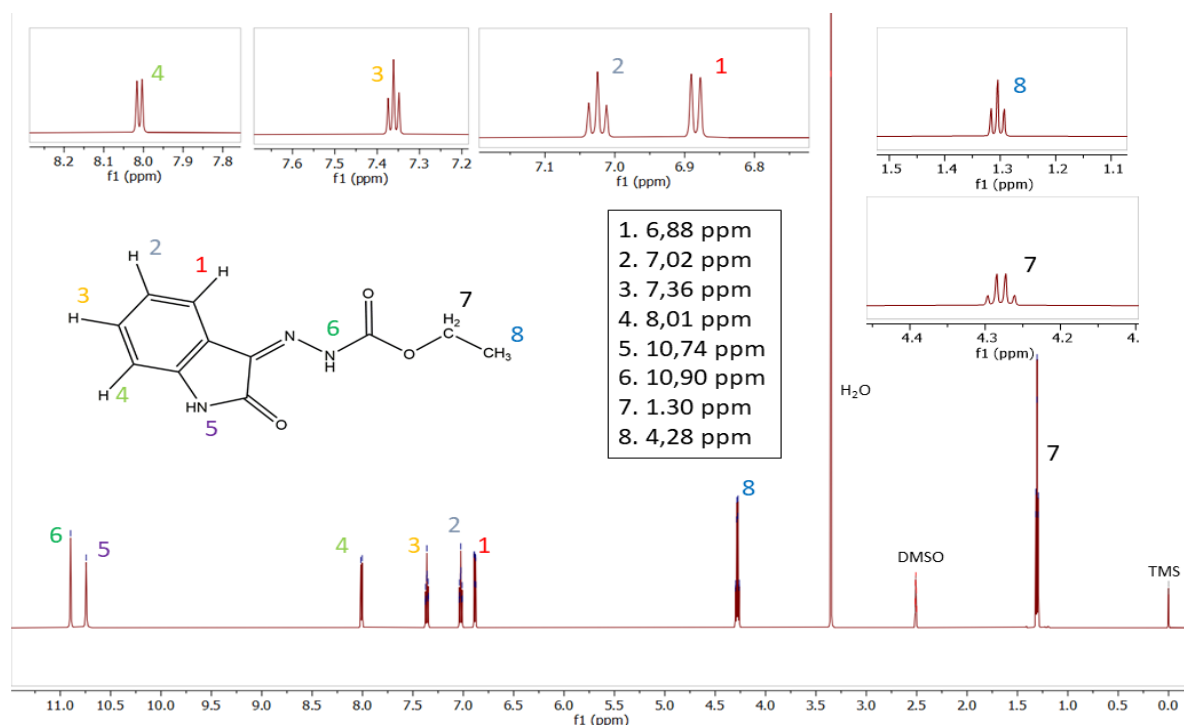 4
8.2 8.1 8.0 7.9 7.8
f1 (ppm)
3
7.6 7.5 7.4 7.3 7.2
f1 (ppm)
2
1
7.1 7.0 6.9 6.8
f1 (ppm)
8
1.5 1.4 1.3 1.2 1.1
f1 (ppm)
7
4.4 4.3 4.2 4.
f1 (ppm)
H
2
1
H
3
H
H
4
N
6
NH
O
O
7
H2
8
CH3
HN
5
O
1. 6,88 ppm
2. 7,02 ppm
3. 7,36 ppm
4. 8,01 ppm
5. 10,74 ppm
6. 10,90 ppm
7. 1.30 ppm
8. 4,28 ppm
H2O
6
5
4
3
2
1
8
DMSO
7
TMS
11.0 10.5 10.0 9.5 9.0 8.5 8.0 7.5 7.0 6.5 6.0 5.5 5.0 4.5 4.0 3.5 3.0 2.5 2.0 1.5 1.0 0.5 0.0
f1 (ppm)